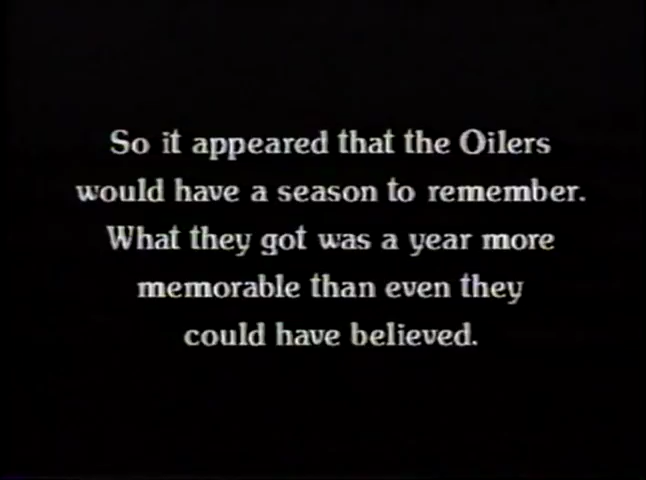 So it appeared that the Oilers
would have a season to remember.
What they got was a year more
memorable than even they
could have believed.